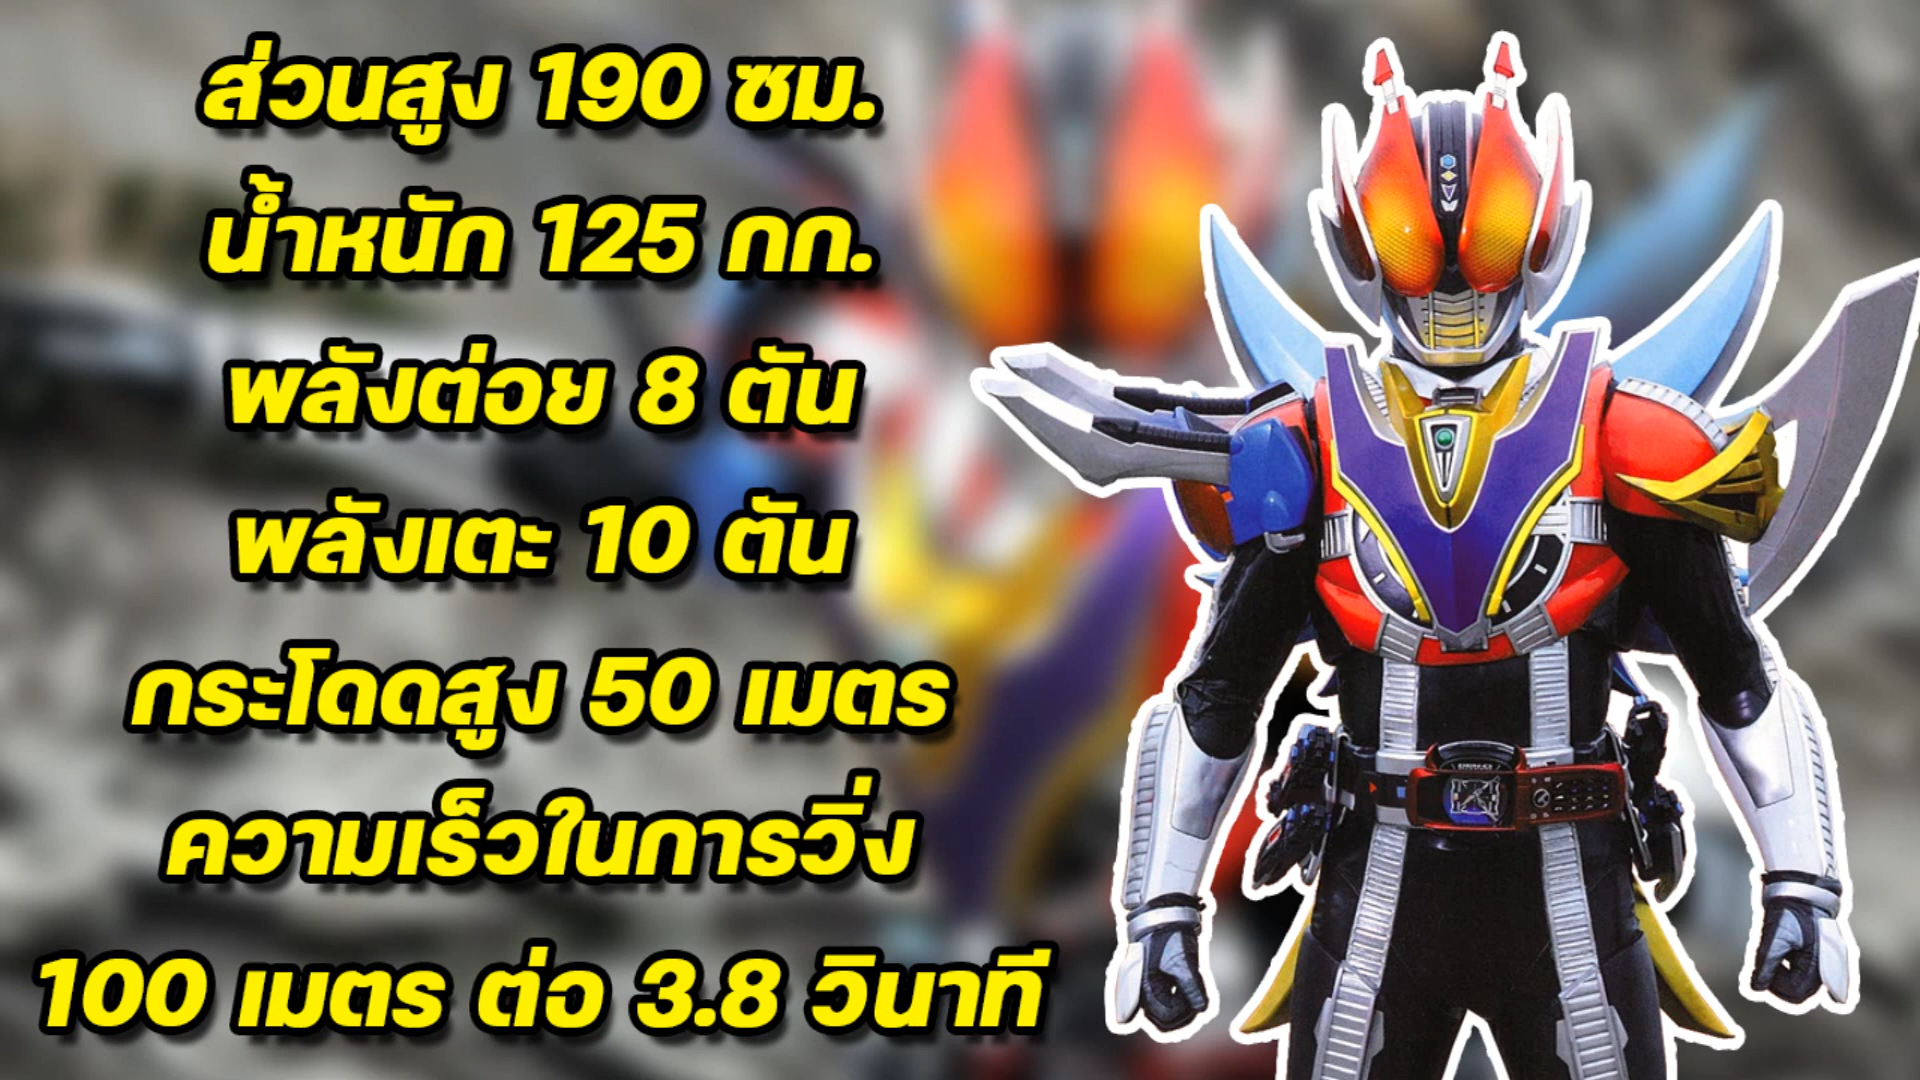 ส่วนสูง 190 ซม.
น้ำหนัก 125 กก.
พลังต่อย 8 ตัน
พลังเตะ 10 ตัน
กระโดดสูง 50 เมตร
ความเร็วในการวิ่ง
100 เมตร ต่อ 3.8 วินาที